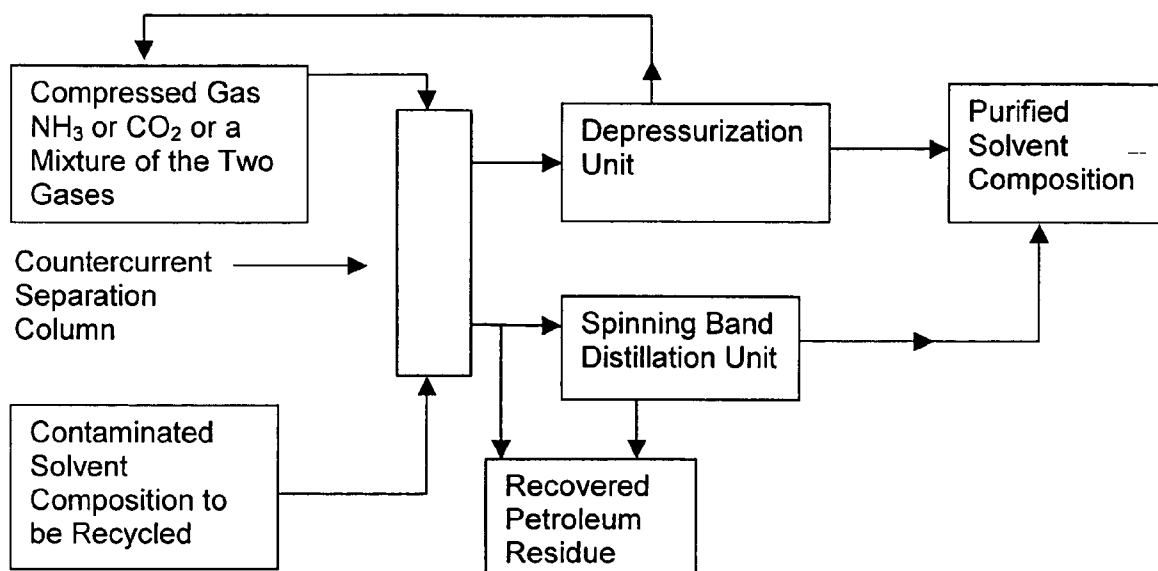 Compressed Gas
NH₃ or CO₂ or a
Mixture of the Two
Gases
Depressurization
Unit
Purified
Solvent
Composition
Countercurrent
Separation
Column
Spinning Band
Distillation Unit
Contaminated
Solvent
Composition to
be Recycled
Recovered
Petroleum
Residue